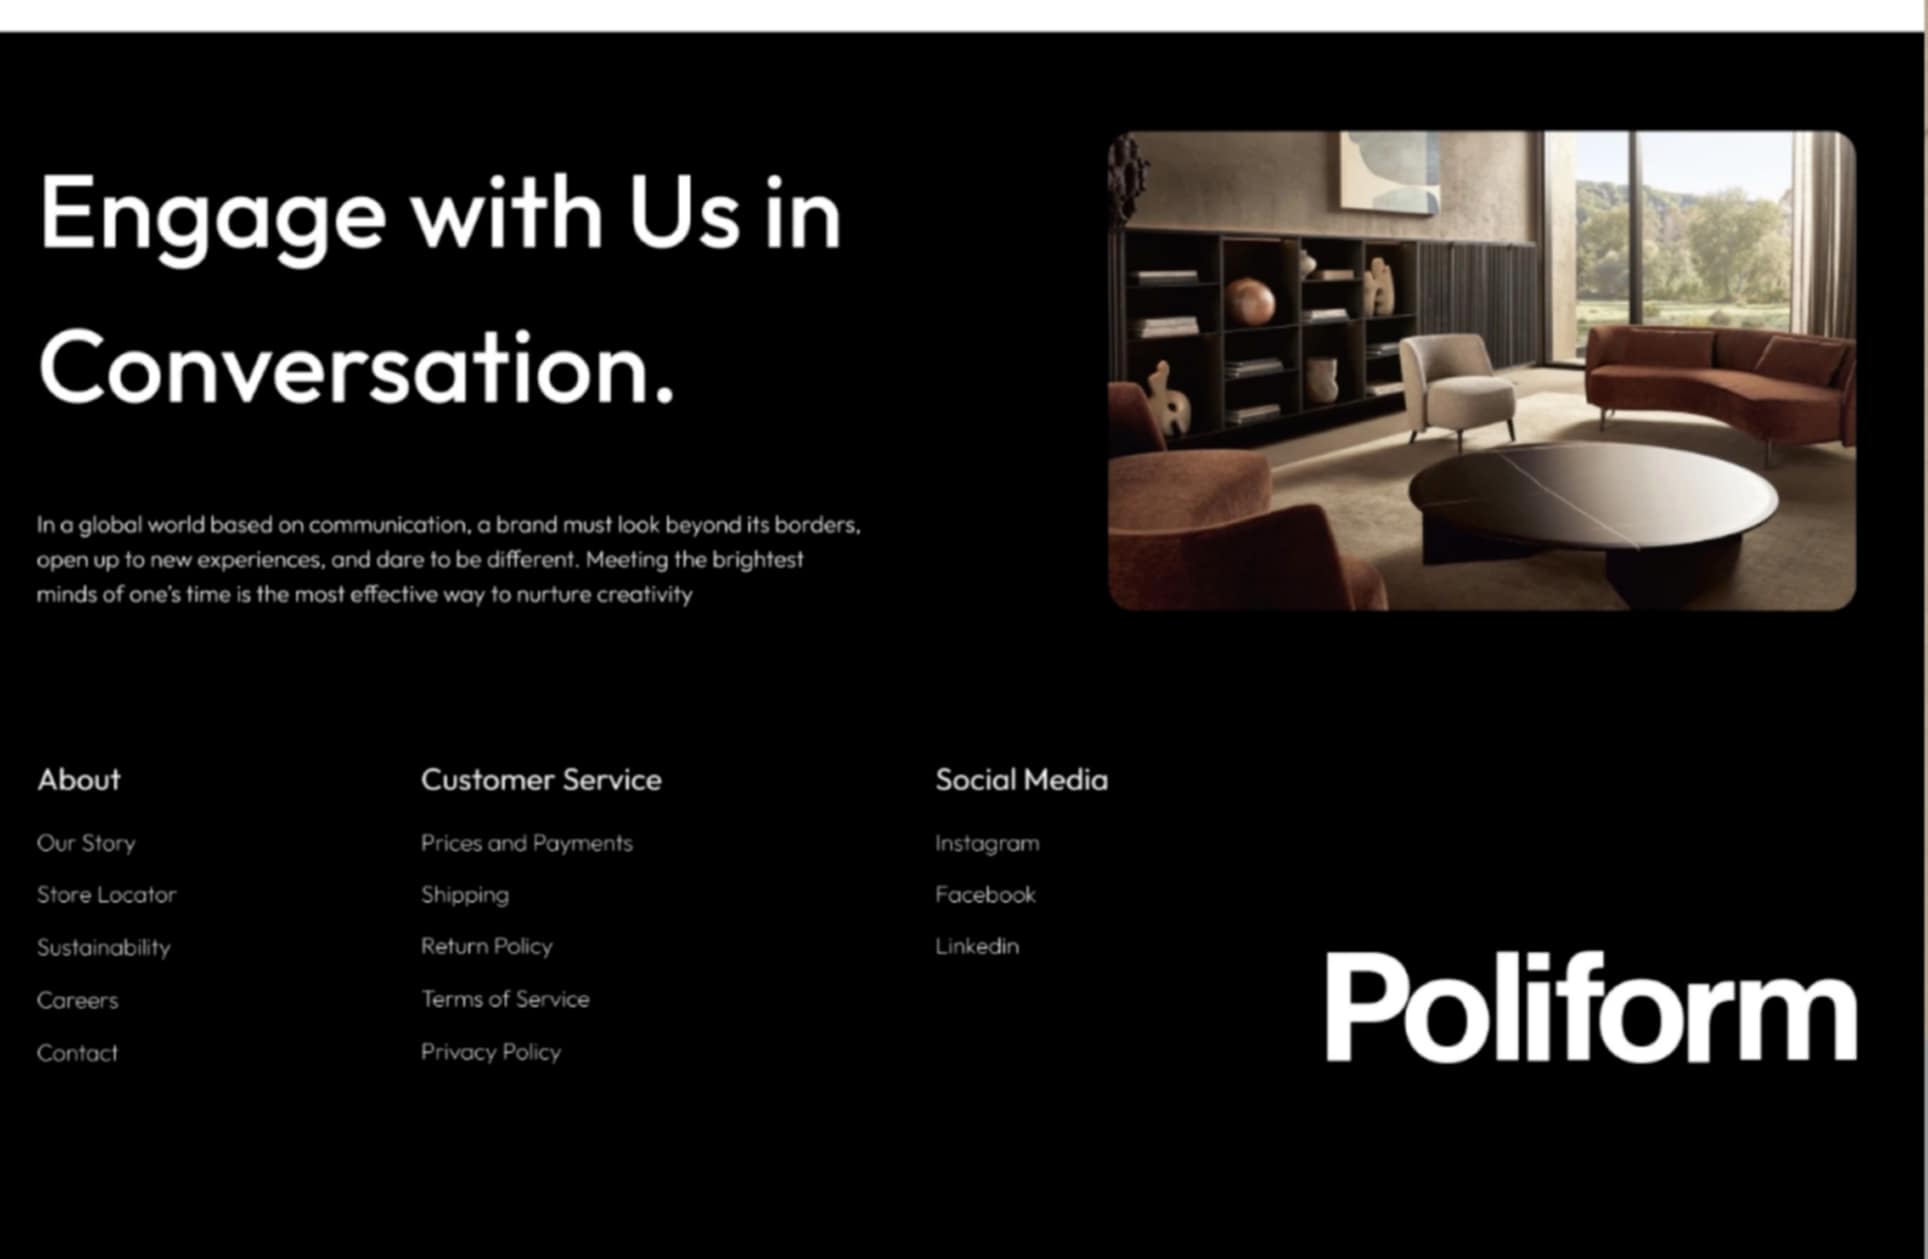 Engage with Us in
Conversation.
In a global world based on communication, a brand must look beyond its borders,
open up to new experiences, and dare to be different. Meeting the brightest
minds of one's time is the most effective way to nurture creativity
About
Our Story
Store Locator
Sustainability
Careers
Contact
Customer Service
Prices and Payments
Shipping
Return Policy
Terms of Service
Privacy Policy
Social Media
Instagram
Facebook
Linkedin
Poliform